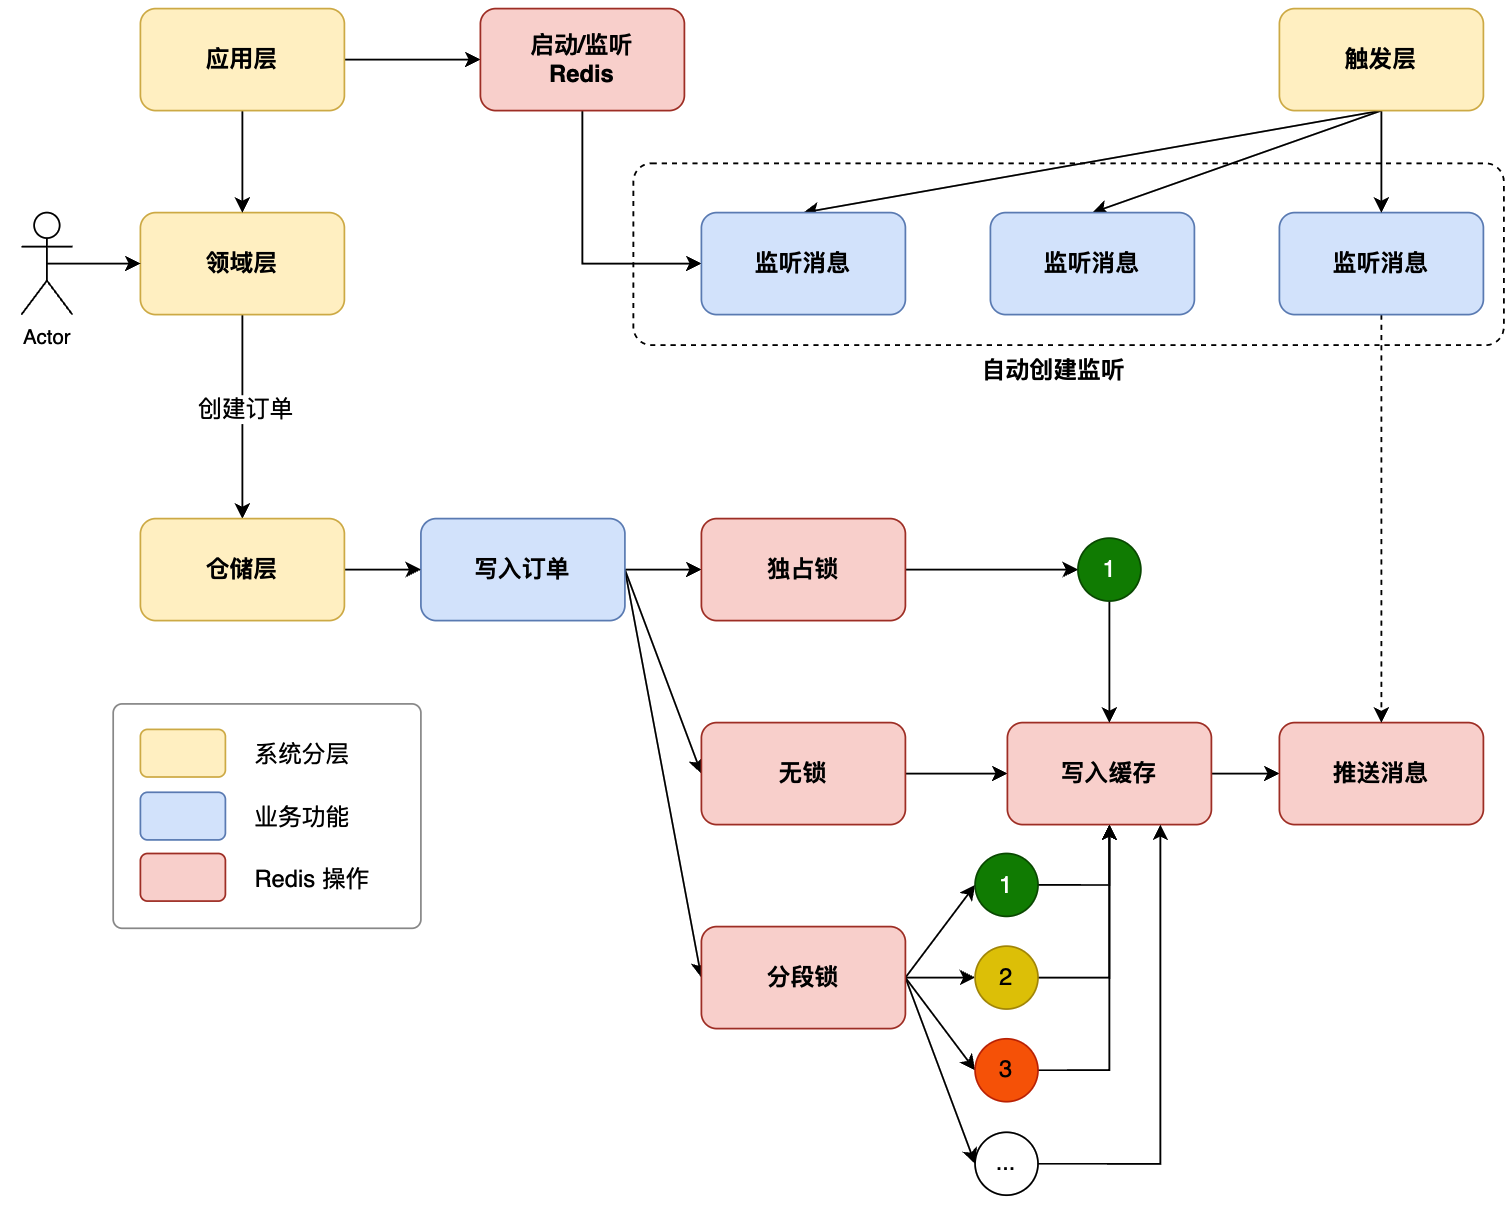 应用层
启动/监听
Redis
触发层
Actor
领域层
监听消息
监听消息
监听消息
自动创建监听
创建订单
仓储层
写入订单
独占锁
1
无锁
写入缓存
推送消息
系统分层
业务功能
Redis 操作
分段锁
1
2
3
...